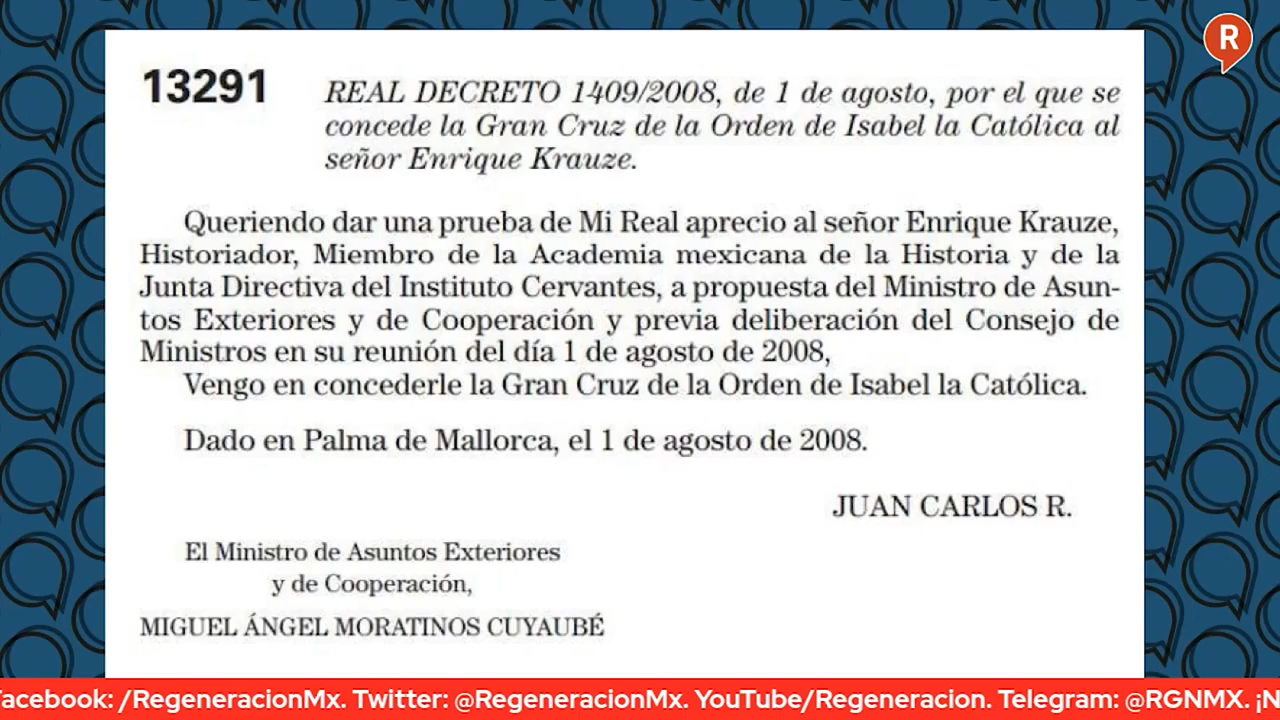 R
13291
REAL DECRETO 1409/2008, de 1 de agosto, por el que se
concede la Gran Cruz de la Orden de Isabel la Católica al
señor Enrique Krauze.
Queriendo dar una prueba de Mi Real aprecio al señor Enrique Krauze,
Historiador, Miembro de la Academia mexicana de la Historia y de la
Junta Directiva del Instituto Cervantes, a propuesta del Ministro de Asun-
tos Exteriores y de Cooperación y previa deliberación del Consejo de
Ministros en su reunión del día 1 de agosto de 2008,
Vengo en concederle la Gran Cruz de la Orden de Isabel la Católica.
Dado en Palma de Mallorca, el 1 de agosto de 2008.
JUAN CARLOS R.
El Ministro de Asuntos Exteriores
y de Cooperación,
MIGUEL ÁNGEL MORATINOS CUYAUBÉ
acebook: /RegeneracionMx. Twitter: @RegeneracionMx. YouTube/Regeneracion. Telegram: @RGNMX. ¡N